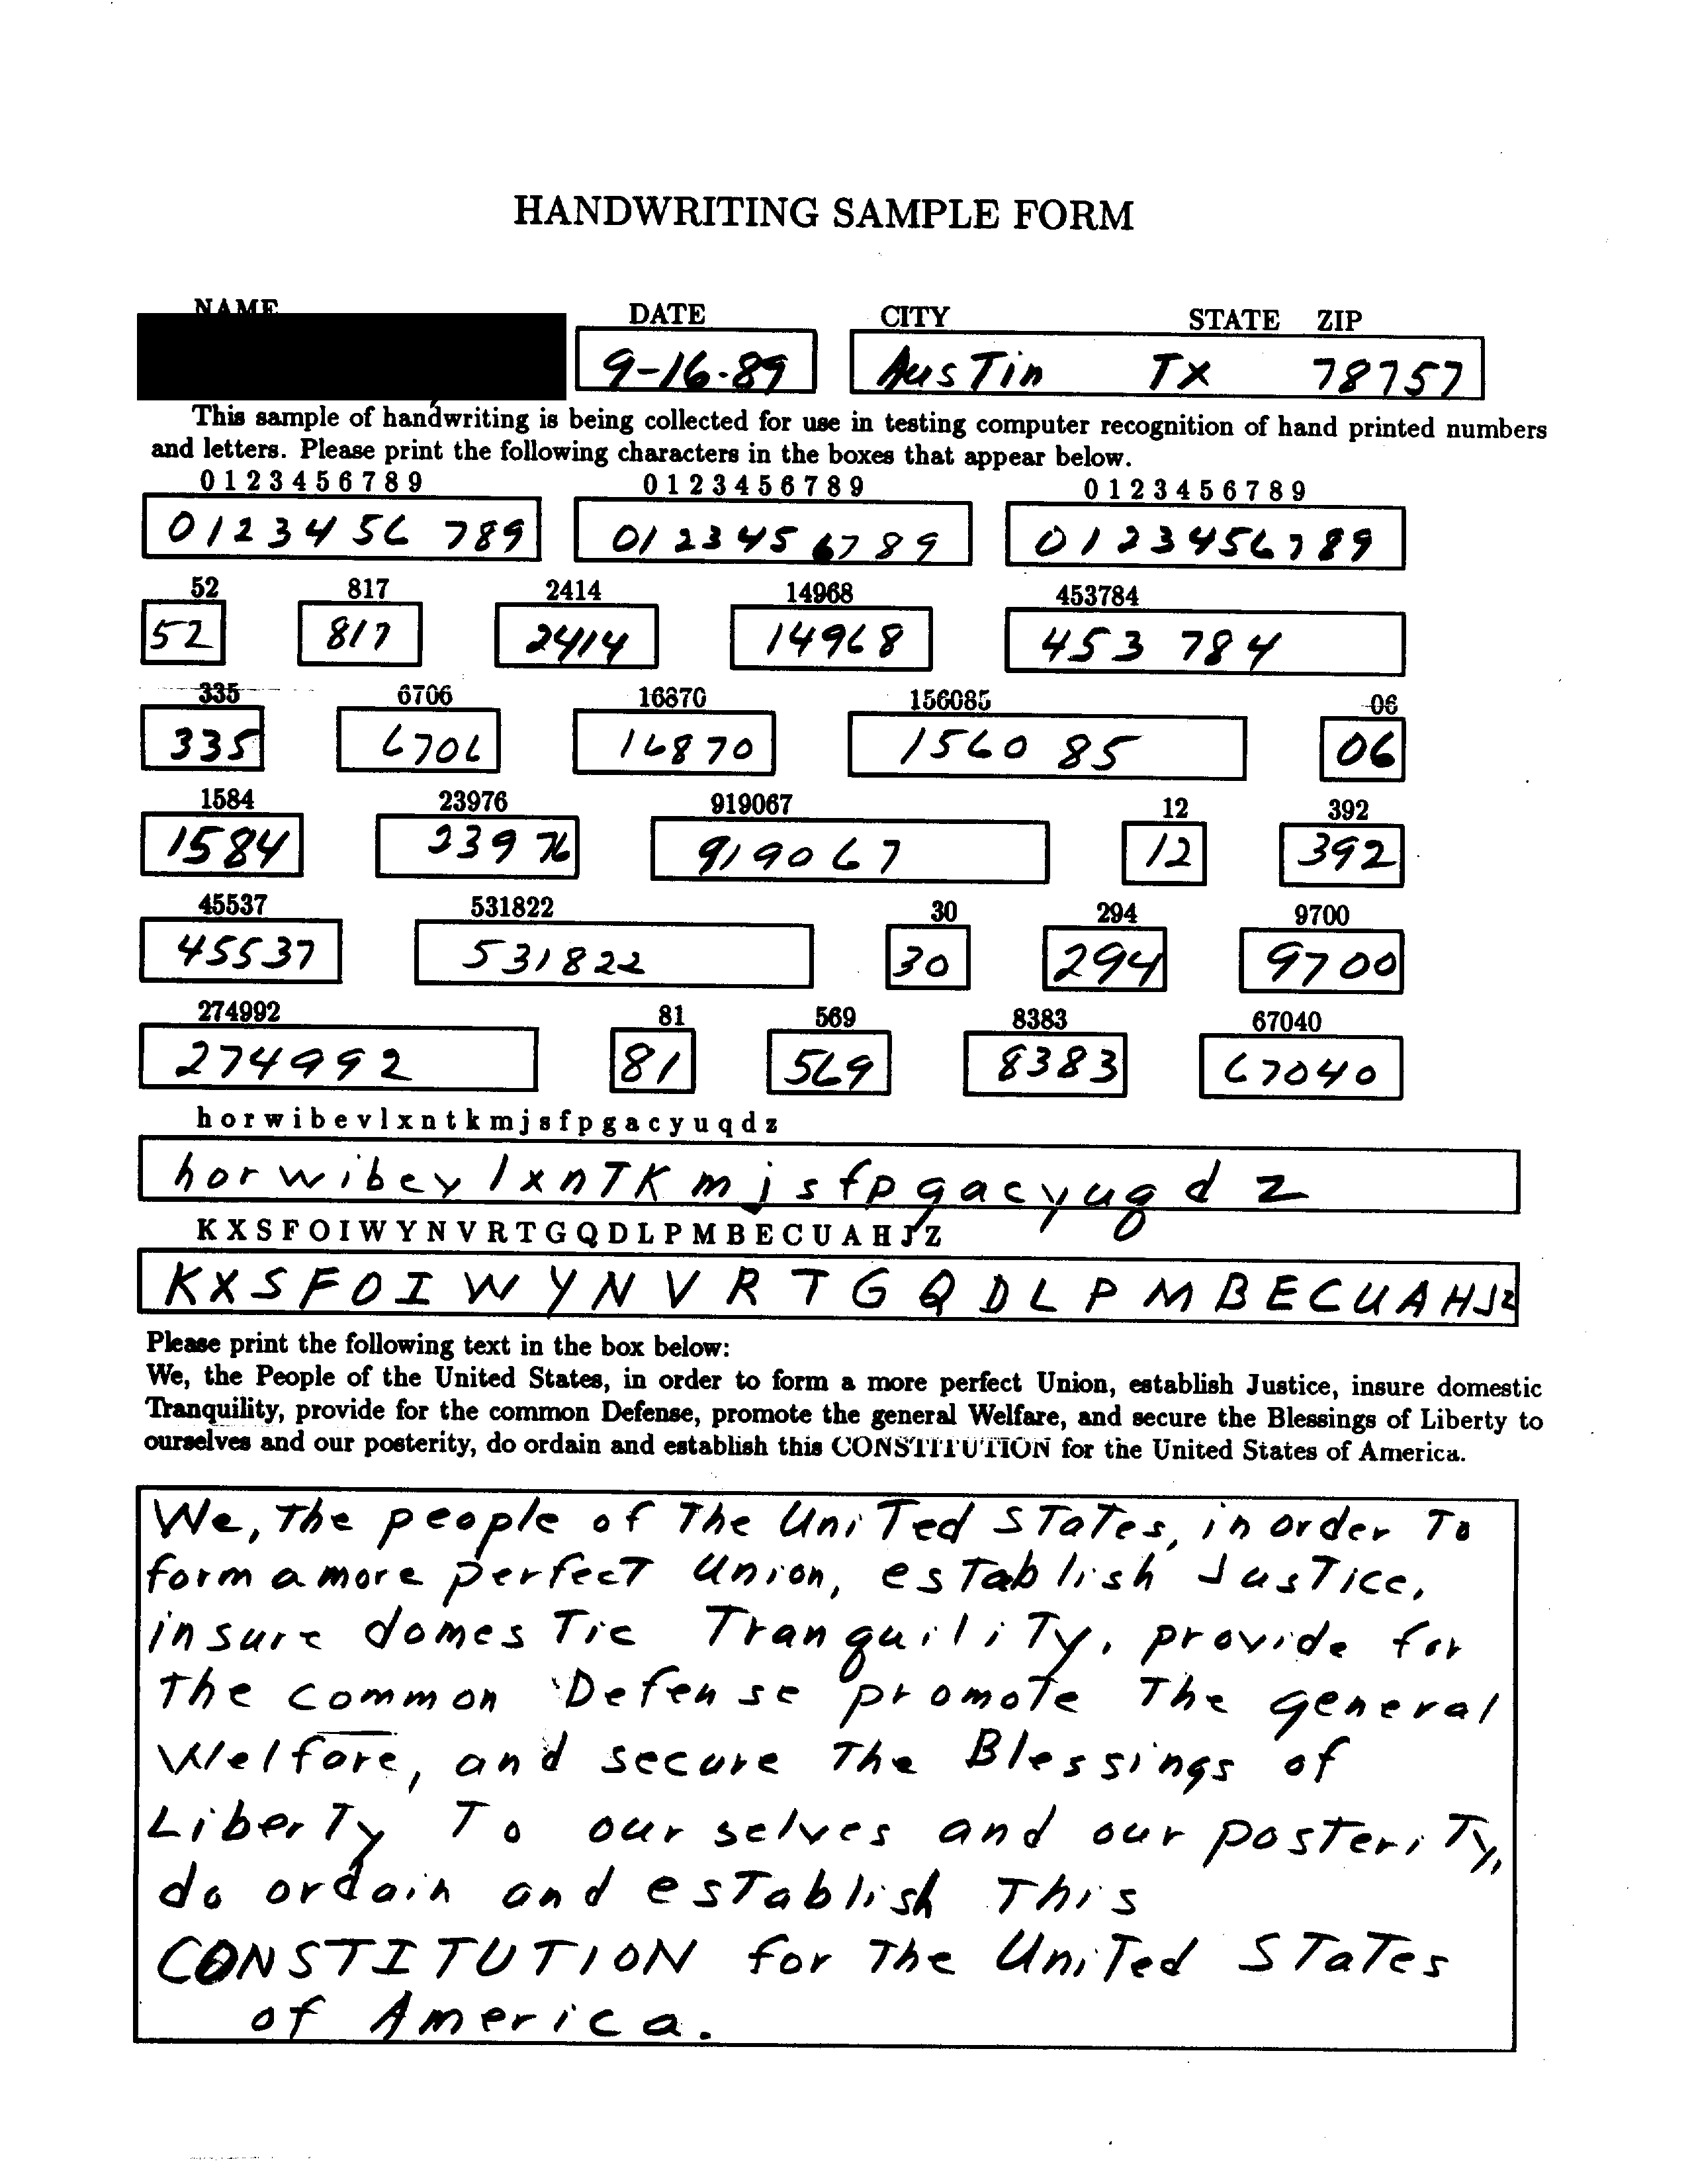 HANDWRITING SAMPLE FORM
NAME DATE CITY STATE ZIP
9-16-89 AusTin TX 78757
This sample of handwriting is being collected for use in testing computer recognition of hand printed numbers
and letters. Please print the following characters in the boxes that appear below.
0 1 2 3 4 5 6 7 8 9 0 1 2 3 4 5 6 7 8 9 0 1 2 3 4 5 6 7 8 9
0123456 789 0123456789 0123456789
52 817 2414 14968 453784
52 817 2414 14968 453 784
335 6706 16870 156085 06
335 6706 16870 1560 85 06
1584 23976 919067 12 392
1584 23976 919067 12 392
45537 531822 30 294 9700
45537 531822 30 294 9700
274992 81 569 8383 67040
274992 81 569 8383 67040
h o r w i b e v l x n t k m j s f p g a c y u q d z
h o r w i b e v l x n T K m j s f p g a c y u q d z
K X S F O I W Y N V R T G Q D L P M B E C U A H J Z
K X S F O I W Y N V R T G Q D L P M B E C U A H J Z
Please print the following text in the box below:
We, the People of the United States, in order to form a more perfect Union, establish Justice, insure domestic
Tranquility, provide for the common Defense, promote the general Welfare, and secure the Blessings of Liberty to
ourselves and our posterity, do ordain and establish this CONSTITUTION for the United States of America.
We, The people of The UniTed STaTes, in order To
form a more perfecT Union, esTablish JusTice,
insure domesTic TranquiliTy, provide for
The common Defense promoTe The general
Welfare, and secure The Blessings of
LiberTy To ourselves and our posTeriTy,
do ordain and esTablish This
CONSTITUTION for The UniTed STaTes
of America.